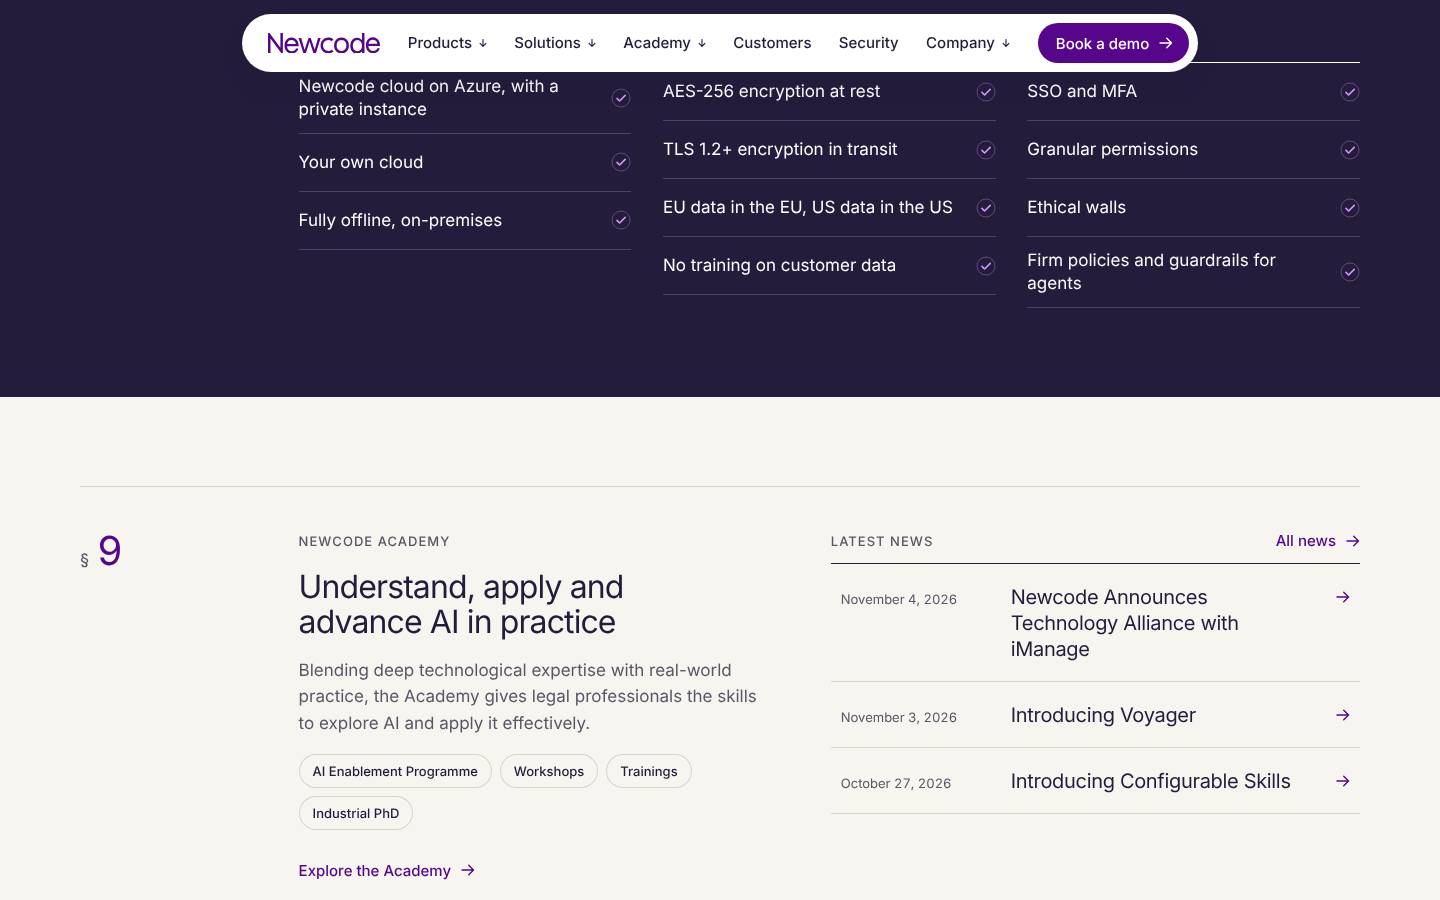 Newcode
Products
Solutions
Academy
Customers
Security
Company
Book a demo
Newcode cloud on Azure, with a
private instance
Your own cloud
Fully offline, on-premises
AES-256 encryption at rest
TLS 1.2+ encryption in transit
EU data in the EU, US data in the US
No training on customer data
SSO and MFA
Granular permissions
Ethical walls
Firm policies and guardrails for
agents
§ 9
NEWCODE ACADEMY
Understand, apply and
advance AI in practice
Blending deep technological expertise with real-world
practice, the Academy gives legal professionals the skills
to explore AI and apply it effectively.
AI Enablement Programme
Workshops
Trainings
Industrial PhD
Explore the Academy
LATEST NEWS
All news
November 4, 2026
Newcode Announces
Technology Alliance with
iManage
November 3, 2026
Introducing Voyager
October 27, 2026
Introducing Configurable Skills